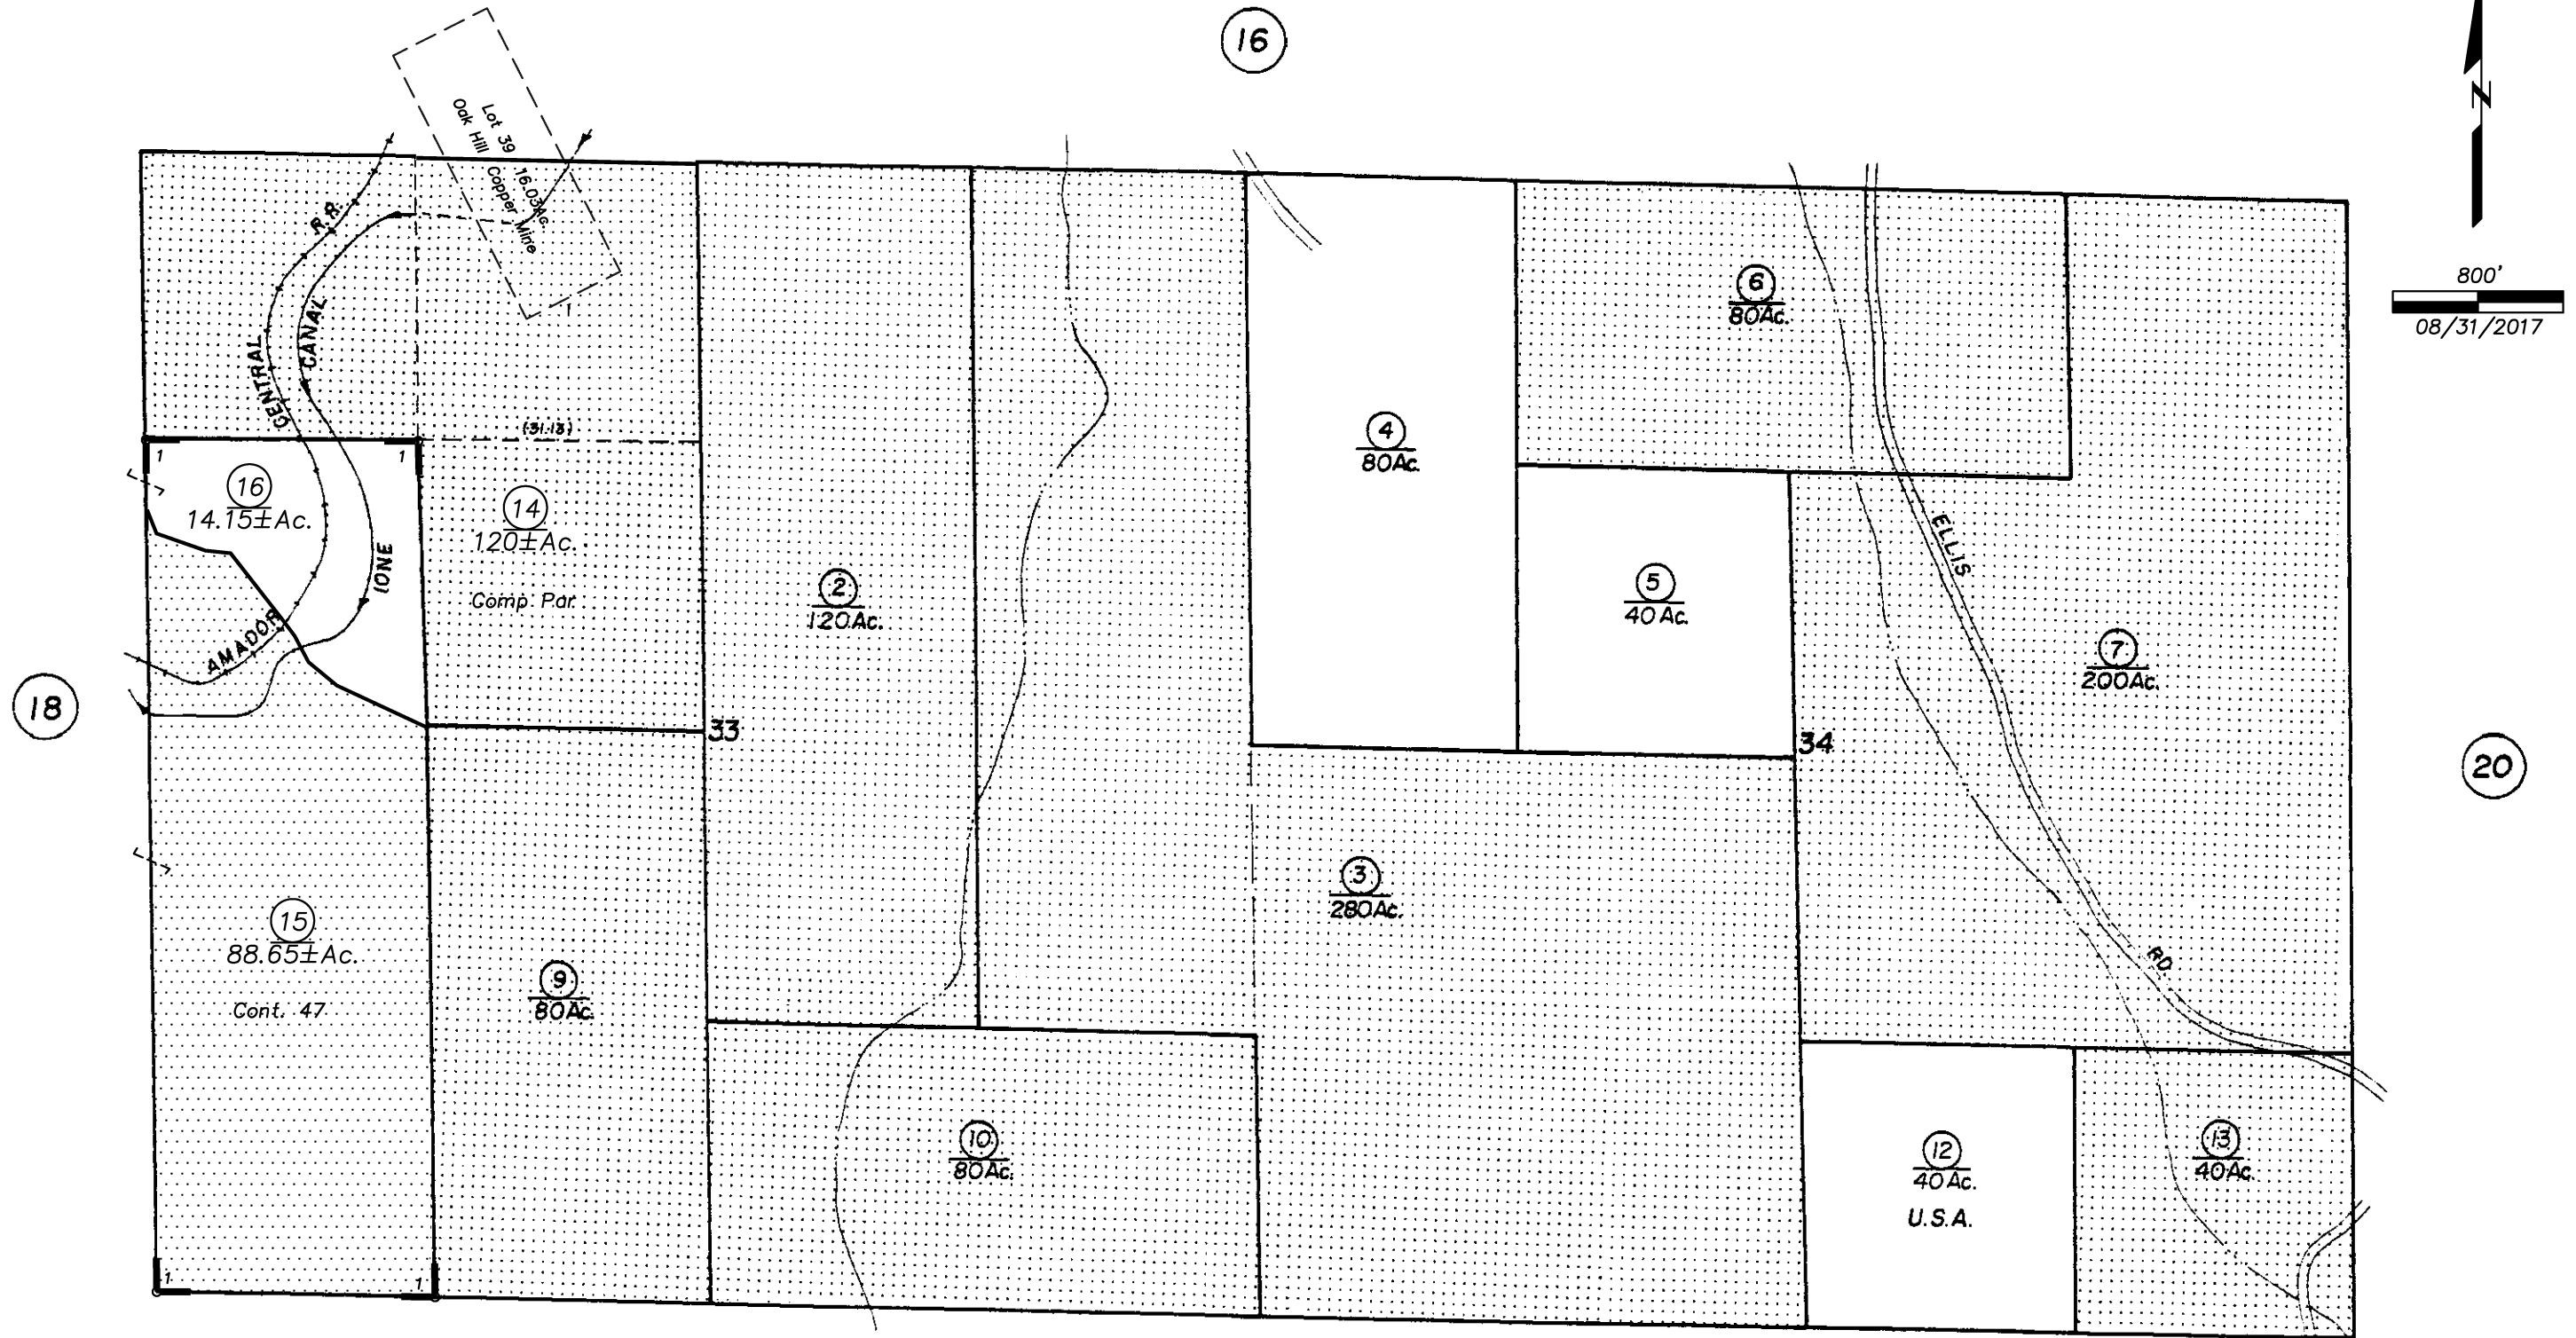 16
N
800'
08/31/2017
Lot 39 16.03Ac.
Oak Hill Copper Mine
R.R.
CANAL
CENTRAL
(31.13)
1
1
16
14.15±Ac.
14
120±Ac.
Comp. Par.
IONE
AMADOR
2
120Ac.
4
80Ac.
6
80Ac.
5
40Ac.
ELLIS
7
200Ac.
18
33
34
20
3
280Ac.
15
88.65±Ac.
Cont. 47
9
80Ac.
RD.
10
80Ac.
12
40Ac.
U.S.A.
13
40Ac.
1
1